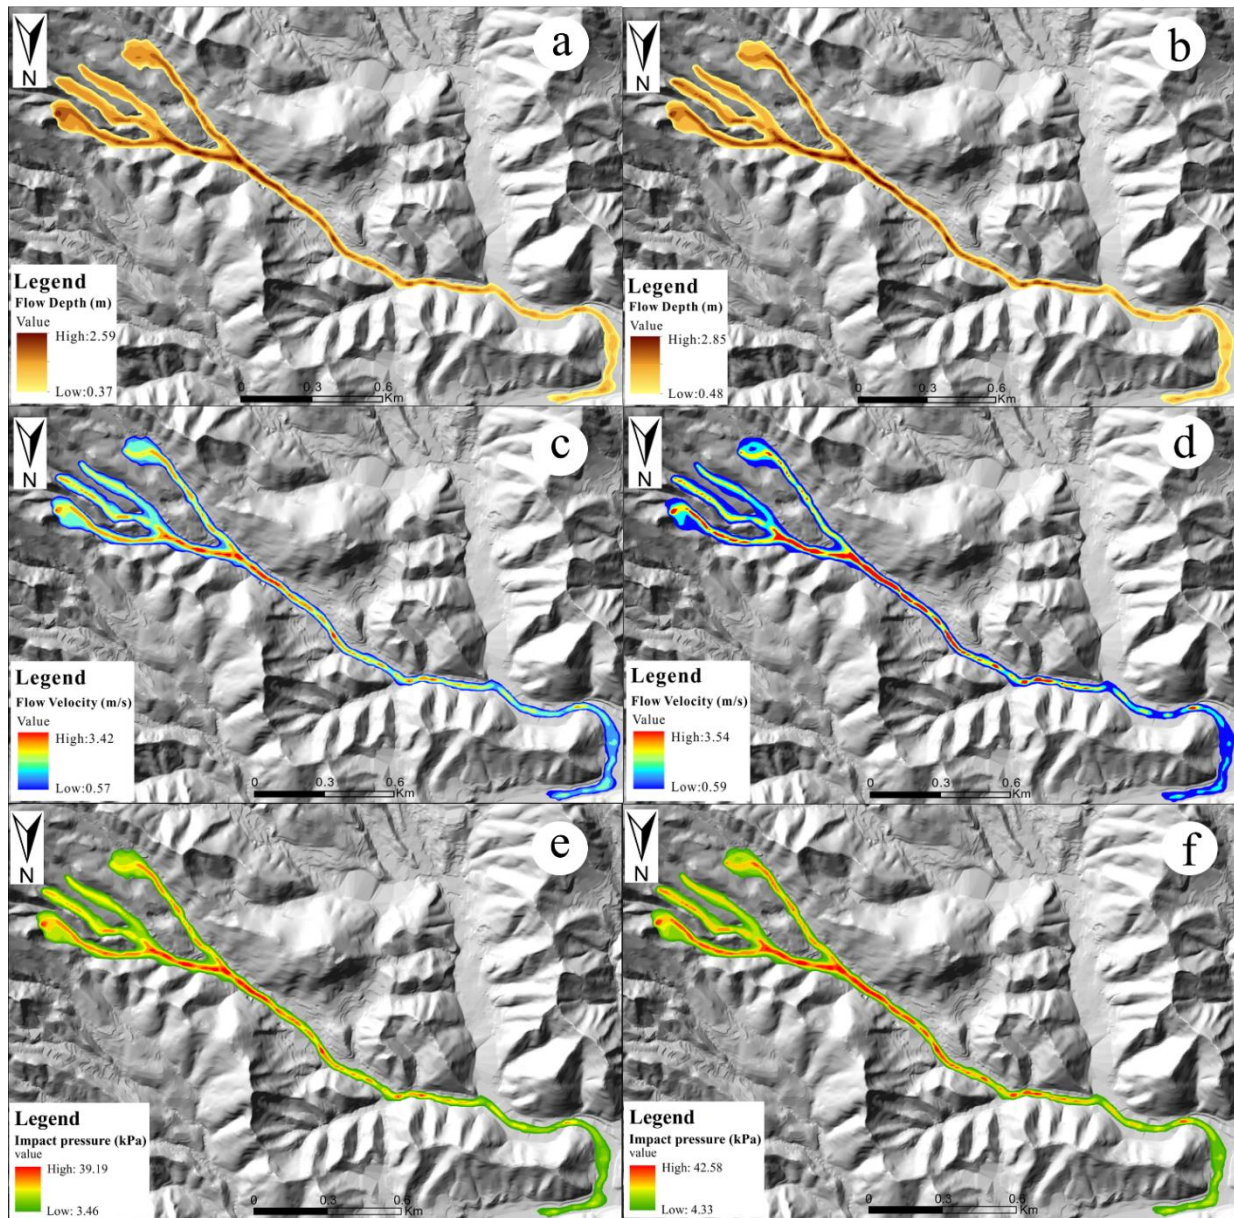 a
N
Legend
Flow Depth (m)
Value
High:2.59
Low:0.37
0 0.3 0.6
Km
b
N
Legend
Flow Depth (m)
Value
High:2.85
Low:0.48
0 0.3 0.6
Km
c
N
Legend
Flow Velocity (m/s)
Value
High:3.42
Low:0.57
0 0.3 0.6
Km
d
N
Legend
Flow Velocity (m/s)
Value
High:3.54
Low:0.59
0 0.3 0.6
Km
e
N
Legend
Impact pressure (kPa)
value
High: 39.19
Low: 3.46
0 0.3 0.6
Km
f
N
Legend
Impact pressure (kPa)
value
High: 42.58
Low: 4.33
0 0.3 0.6
Km